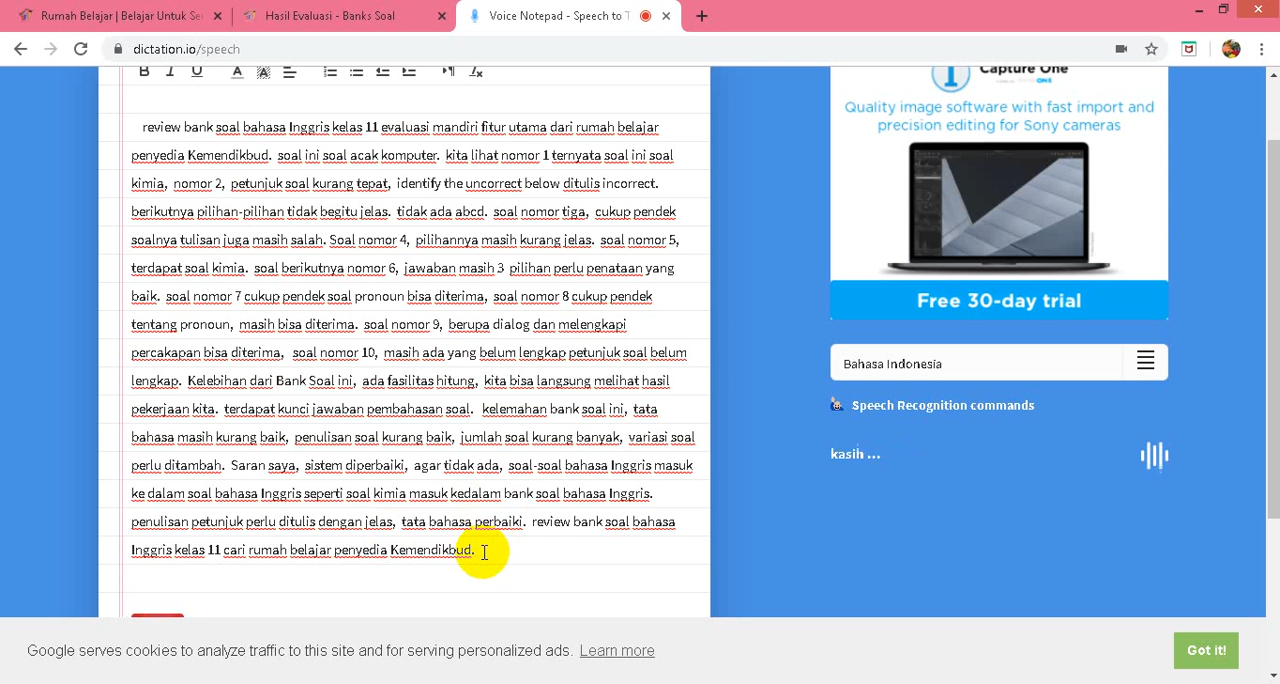 Rumah Belajar | Belajar Untuk Se
Hasil Evaluasi - Banks Soal
Voice Notepad - Speech to T
dictation.io/speech
B I U A A
review bank soal bahasa Inggris kelas 11 evaluasi mandiri fitur utama dari rumah belajar
penyedia Kemendikbud. soal ini soal acak komputer. kita lihat nomor 1 ternyata soal ini soal
kimia, nomor 2, petunjuk soal kurang tepat, identify the uncorrect below ditulis incorrect.
berikutnya pilihan-pilihan tidak begitu jelas. tidak ada abcd. soal nomor tiga, cukup pendek
soalnya tulisan juga masih salah. Soal nomor 4, pilihannya masih kurang jelas. soal nomor 5,
terdapat soal kimia. soal berikutnya nomor 6, jawaban masih 3 pilihan perlu penataan yang
baik. soal nomor 7 cukup pendek soal pronoun bisa diterima, soal nomor 8 cukup pendek
tentang pronoun, masih bisa diterima. soal nomor 9, berupa dialog dan melengkapi
percakapan bisa diterima, soal nomor 10, masih ada yang belum lengkap petunjuk soal belum
lengkap. Kelebihan dari Bank Soal ini, ada fasilitas hitung, kita bisa langsung melihat hasil
pekerjaan kita. terdapat kunci jawaban pembahasan soal. kelemahan bank soal ini, tata
bahasa masih kurang baik, penulisan soal kurang baik, jumlah soal kurang banyak, variasi soal
perlu ditambah. Saran saya, sistem diperbaiki, agar tidak ada, soal-soal bahasa Inggris masuk
ke dalam soal bahasa Inggris seperti soal kimia masuk kedalam bank soal bahasa Inggris.
penulisan petunjuk perlu ditulis dengan jelas, tata bahasa perbaiki. review bank soal bahasa
Inggris kelas 11 cari rumah belajar penyedia Kemendikbud.
Capture One
Quality image software with fast import and
precision editing for Sony cameras
Free 30-day trial
Bahasa Indonesia
Speech Recognition commands
kasih ...
Google serves cookies to analyze traffic to this site and for serving personalized ads. Learn more
Got it!